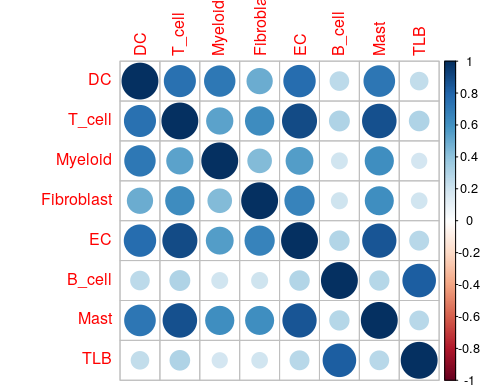 DC
T_cell
Myeloid
Fibrobla
EC
B_cell
Mast
TLB
DC
T_cell
Myeloid
Fibroblast
EC
B_cell
Mast
TLB
1
0.8
0.6
0.4
0.2
0
-0.2
-0.4
-0.6
-0.8
-1